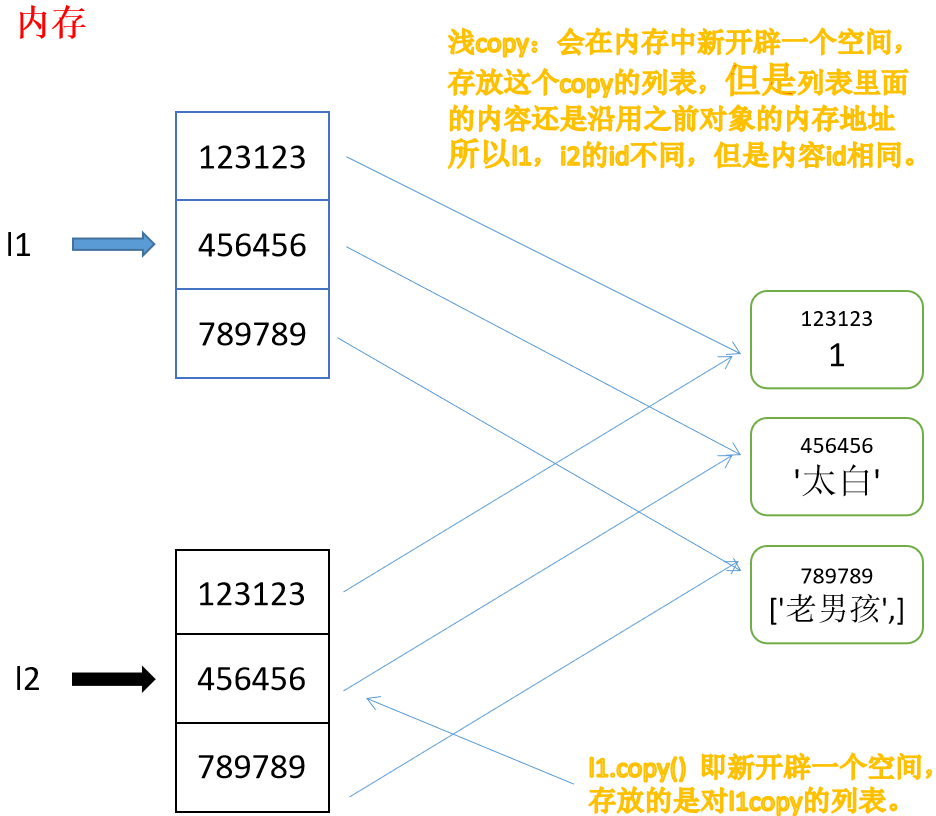 内存
浅copy：会在内存中新开辟一个空间，
存放这个copy的列表，但是列表里面
的内容还是沿用之前对象的内存地址
所以l1，i2的id不同，但是内容id相同。
123123
l1
456456
789789
123123
1
456456
'太白'
789789
['老男孩',]
123123
l2
456456
789789
l1.copy() 即新开辟一个空间，
存放的是对l1copy的列表。